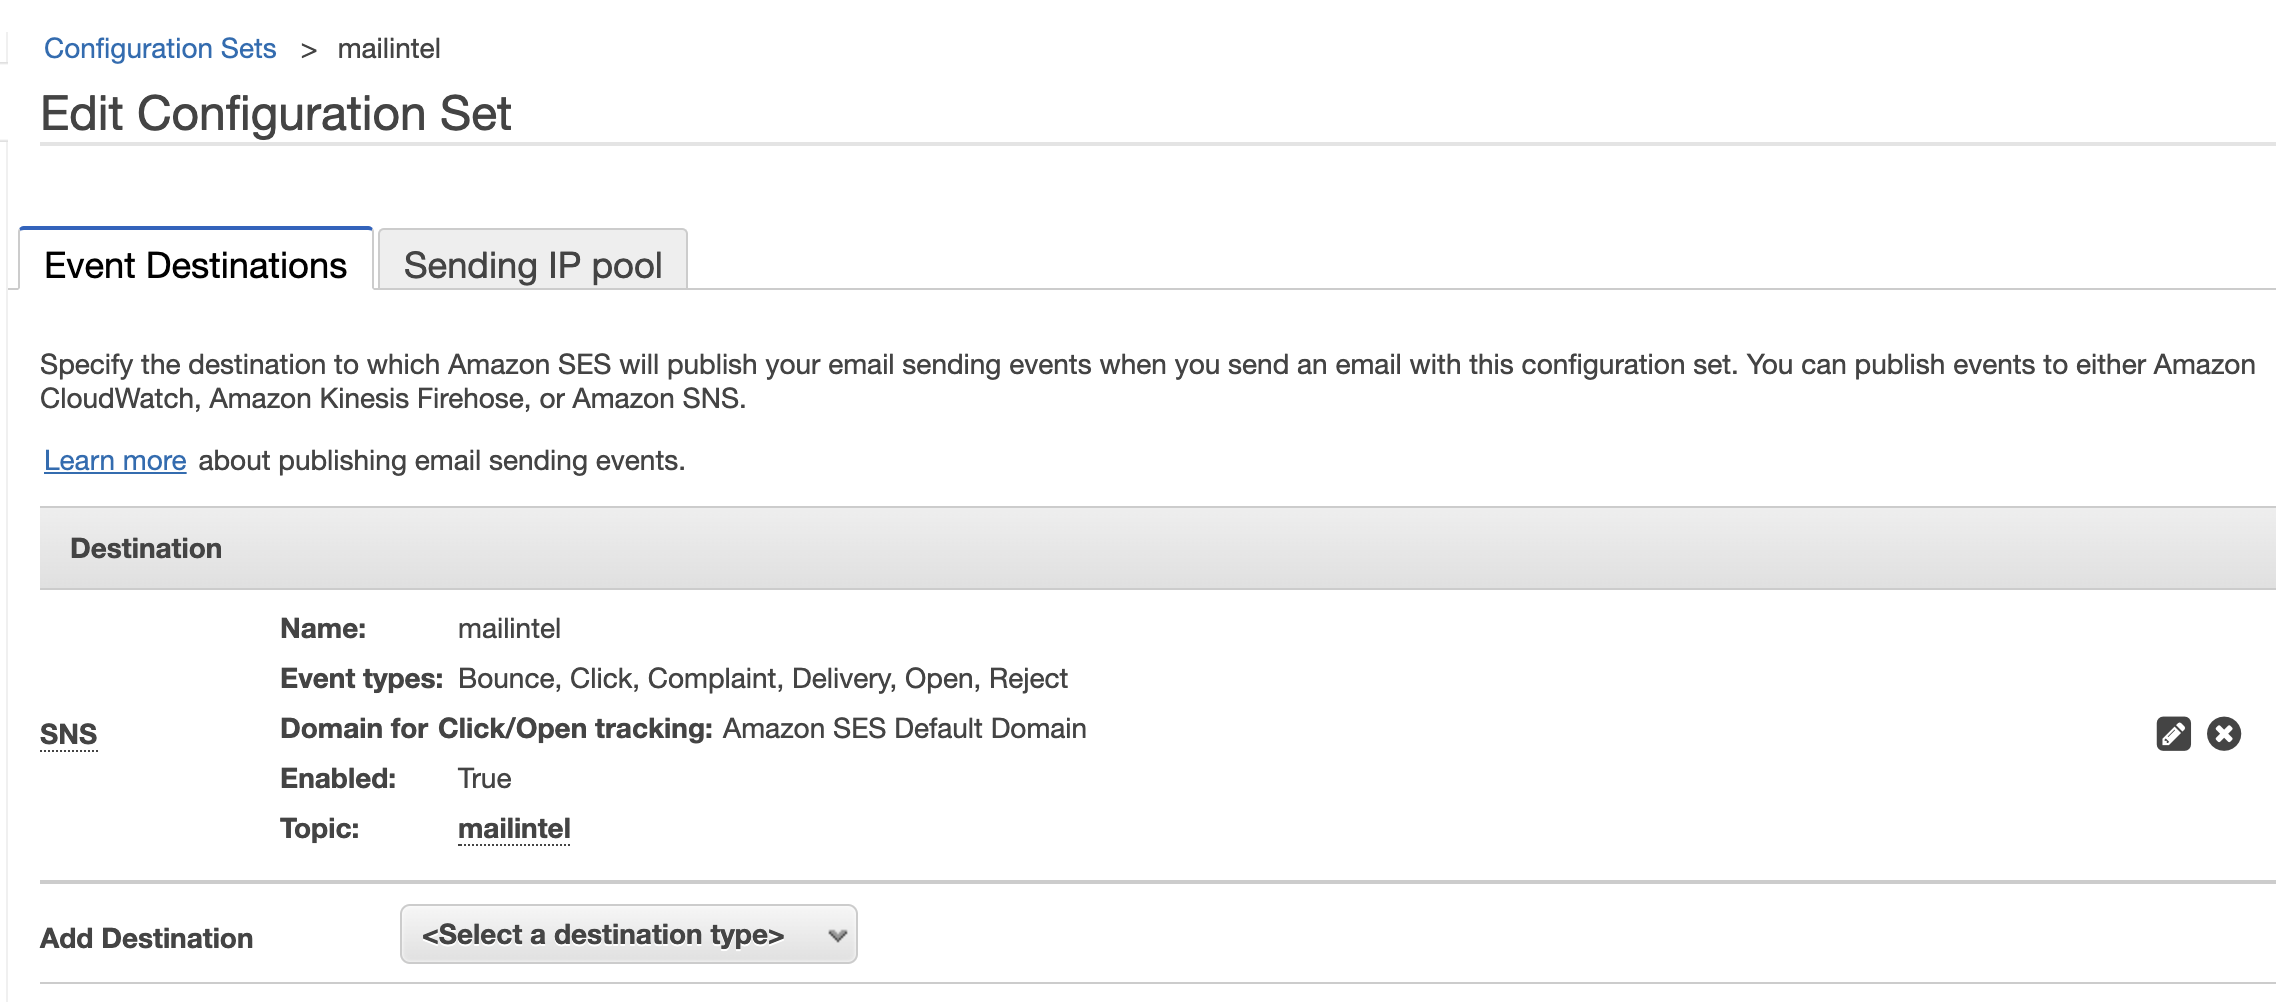 Configuration Sets > mailintel
Edit Configuration Set
Event Destinations Sending IP pool
Specify the destination to which Amazon SES will publish your email sending events when you send an email with this configuration set. You can publish events to either Amazon
CloudWatch, Amazon Kinesis Firehose, or Amazon SNS.
Learn more about publishing email sending events.
Destination
Name: mailintel
Event types: Bounce, Click, Complaint, Delivery, Open, Reject
Domain for Click/Open tracking: Amazon SES Default Domain
SNS
Enabled: True
Topic: mailintel
Add Destination <Select a destination type>